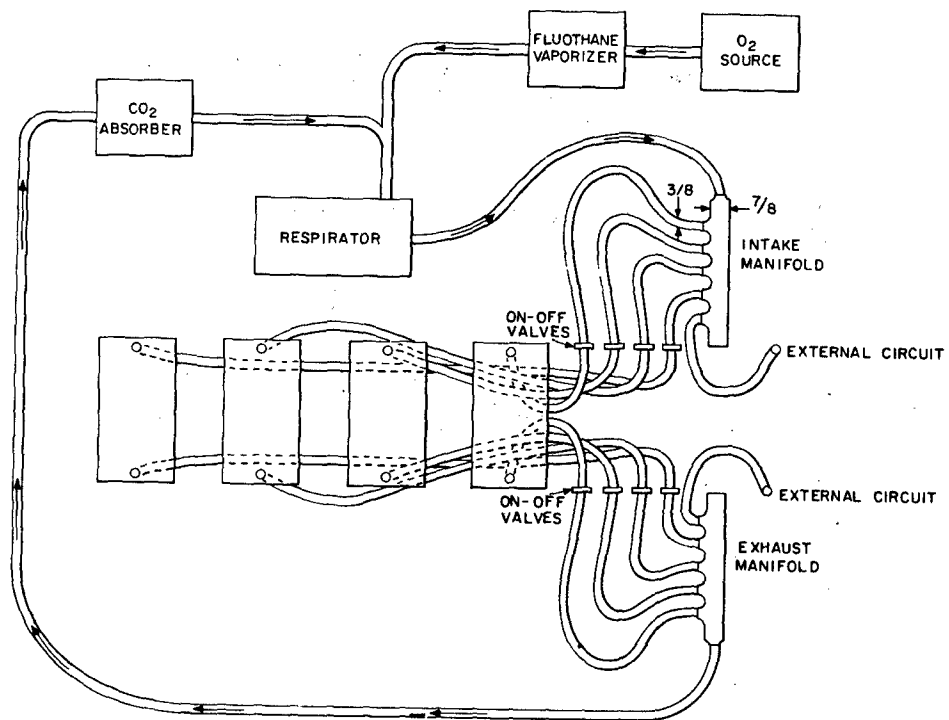 FLUOTHANE
VAPORIZER
O2
SOURCE
CO2
ABSORBER
RESPIRATOR
3/8
7/8
INTAKE
MANIFOLD
ON-OFF
VALVES
EXTERNAL CIRCUIT
ON-OFF
VALVES
EXTERNAL CIRCUIT
EXHAUST
MANIFOLD